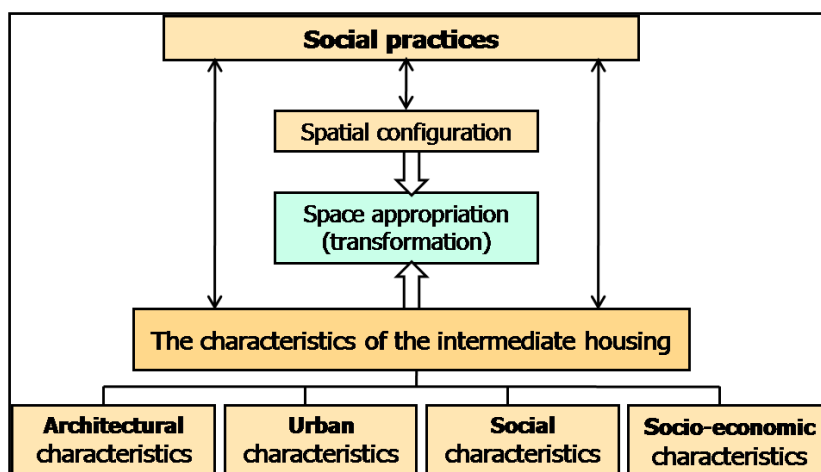 Social practices
Spatial configuration
Space appropriation
(transformation)
The characteristics of the intermediate housing
Architectural
characteristics
Urban
characteristics
Social
characteristics
Socio-economic
characteristics